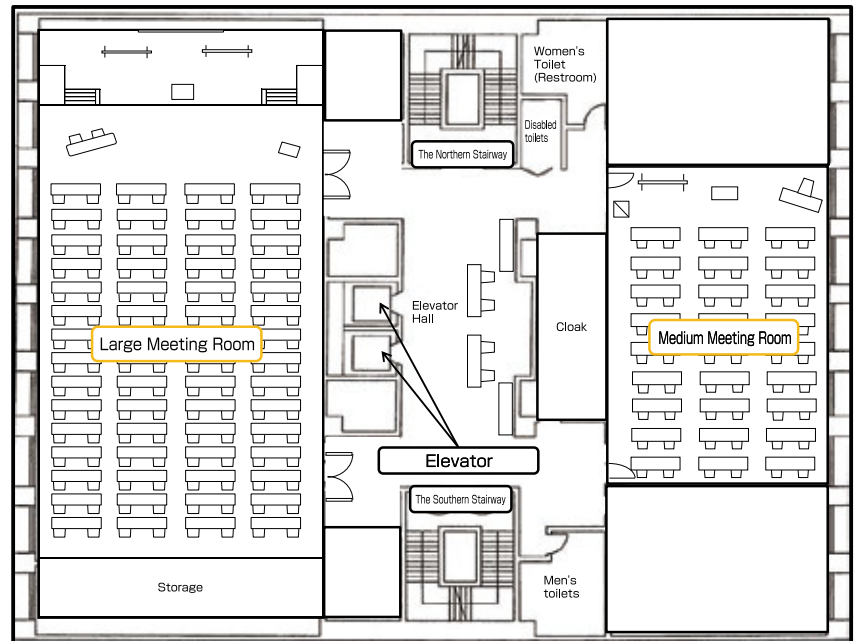 Women's
Toilet
(Restroom)
Disabled
toilets
The Northern Stairway
Elevator
Hall
Cloak
Large Meeting Room
Medium Meeting Room
Elevator
The Southern Stairway
Storage
Men's
toilets